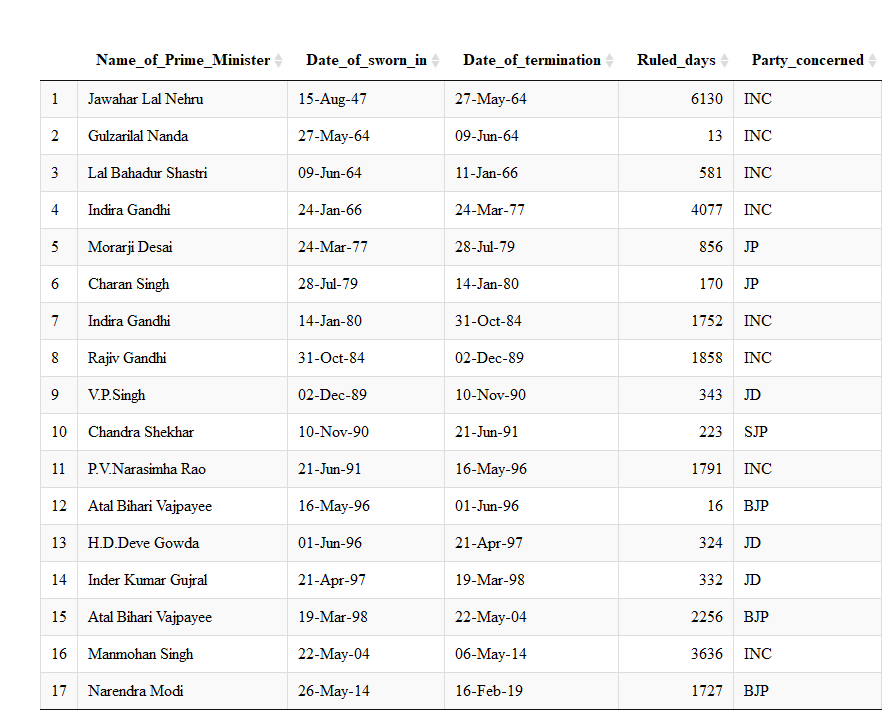 Name_of_Prime_Minister Date_of_sworn_in Date_of_termination Ruled_days Party_concerned
1 Jawahar Lal Nehru 15-Aug-47 27-May-64 6130 INC
2 Gulzarilal Nanda 27-May-64 09-Jun-64 13 INC
3 Lal Bahadur Shastri 09-Jun-64 11-Jan-66 581 INC
4 Indira Gandhi 24-Jan-66 24-Mar-77 4077 INC
5 Morarji Desai 24-Mar-77 28-Jul-79 856 JP
6 Charan Singh 28-Jul-79 14-Jan-80 170 JP
7 Indira Gandhi 14-Jan-80 31-Oct-84 1752 INC
8 Rajiv Gandhi 31-Oct-84 02-Dec-89 1858 INC
9 V.P.Singh 02-Dec-89 10-Nov-90 343 JD
10 Chandra Shekhar 10-Nov-90 21-Jun-91 223 SJP
11 P.V.Narasimha Rao 21-Jun-91 16-May-96 1791 INC
12 Atal Bihari Vajpayee 16-May-96 01-Jun-96 16 BJP
13 H.D.Deve Gowda 01-Jun-96 21-Apr-97 324 JD
14 Inder Kumar Gujral 21-Apr-97 19-Mar-98 332 JD
15 Atal Bihari Vajpayee 19-Mar-98 22-May-04 2256 BJP
16 Manmohan Singh 22-May-04 06-May-14 3636 INC
17 Narendra Modi 26-May-14 16-Feb-19 1727 BJP